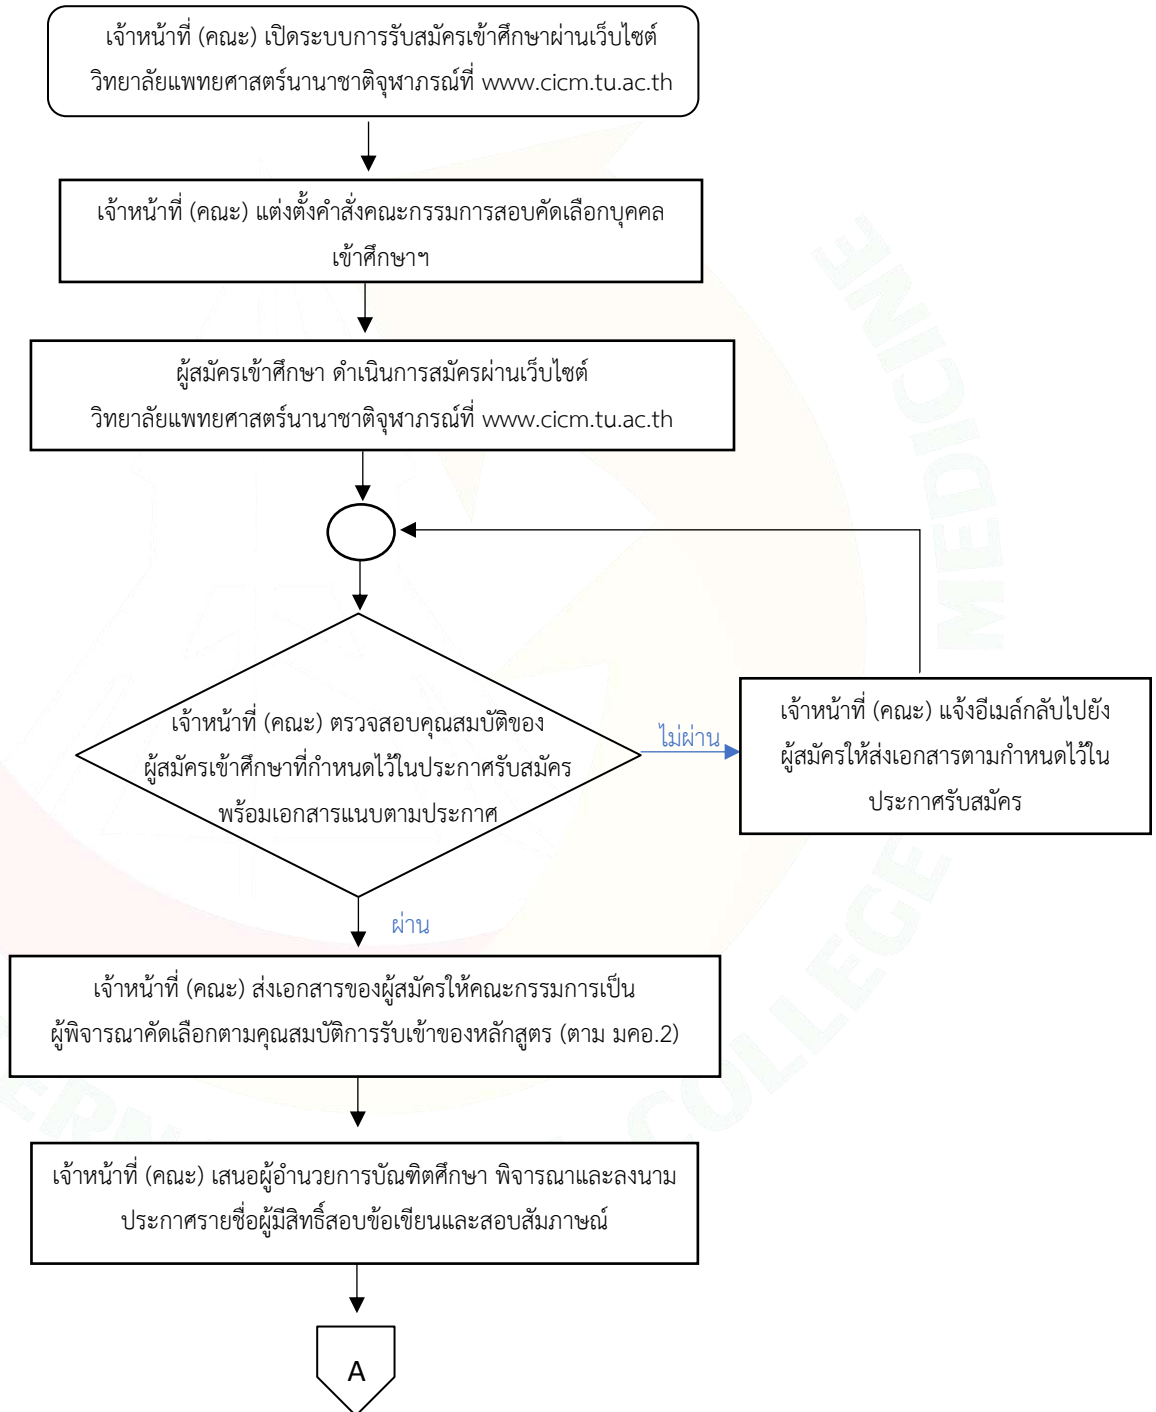 เจ้าหน้าที่ (คณะ) เปิดระบบการรับสมัครเข้าศึกษาผ่านเว็บไซต์
วิทยาลัยแพทยศาสตร์นานาชาติจุฬาภรณ์ที่ www.cicm.tu.ac.th
เจ้าหน้าที่ (คณะ) แต่งตั้งคำสั่งคณะกรรมการสอบคัดเลือกบุคคล
เข้าศึกษาฯ
ผู้สมัครเข้าศึกษา ดำเนินการสมัครผ่านเว็บไซต์
วิทยาลัยแพทยศาสตร์นานาชาติจุฬาภรณ์ที่ www.cicm.tu.ac.th
เจ้าหน้าที่ (คณะ) ตรวจสอบคุณสมบัติของ
ผู้สมัครเข้าศึกษาที่กำหนดไว้ในประกาศรับสมัคร
พร้อมเอกสารแนบตามประกาศ
ไม่ผ่าน
เจ้าหน้าที่ (คณะ) แจ้งอีเมล์กลับไปยัง
ผู้สมัครให้ส่งเอกสารตามกำหนดไว้ใน
ประกาศรับสมัคร
ผ่าน
เจ้าหน้าที่ (คณะ) ส่งเอกสารของผู้สมัครให้คณะกรรมการเป็น
ผู้พิจารณาคัดเลือกตามคุณสมบัติการรับเข้าของหลักสูตร (ตาม มคอ.2)
เจ้าหน้าที่ (คณะ) เสนอผู้อำนวยการบัณฑิตศึกษา พิจารณาและลงนาม
ประกาศรายชื่อผู้มีสิทธิ์สอบข้อเขียนและสอบสัมภาษณ์
A
COLLEGE
MEDICINE